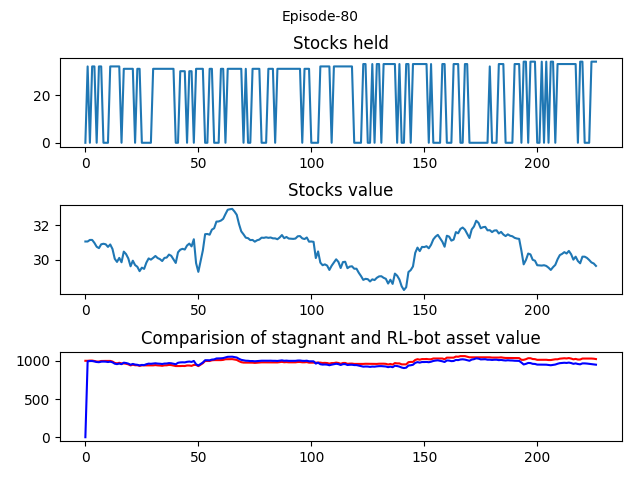 Episode-80
Stocks held
20
0
0 50 100 150 200
Stocks value
32
30
0 50 100 150 200
Comparision of stagnant and RL-bot asset value
1000
500
0
0 50 100 150 200